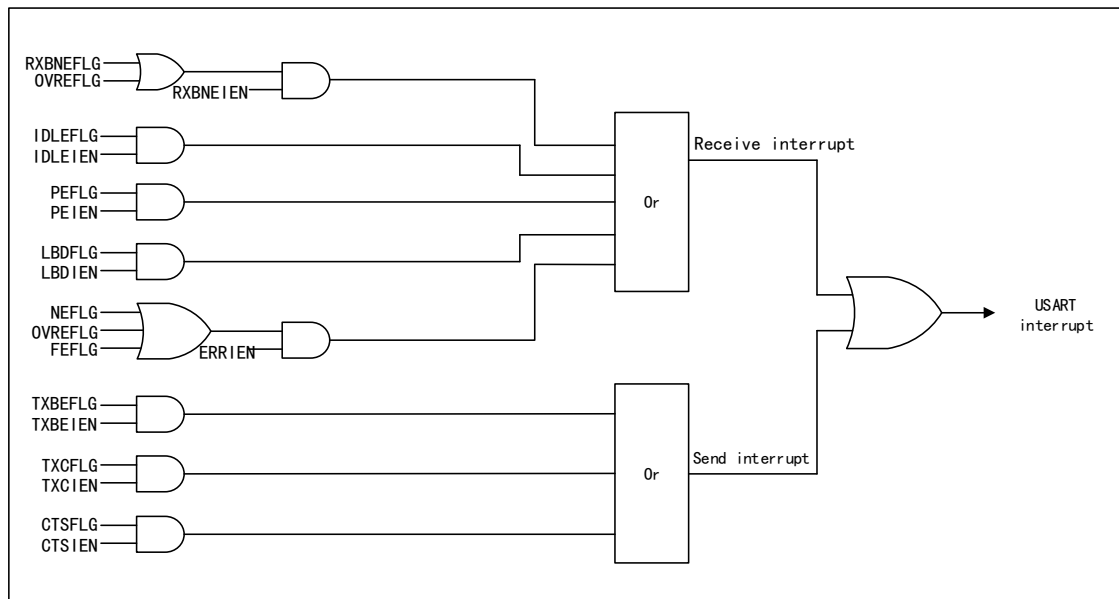 RXBNEFLG
OVREFLG
RXBNEIEN
IDLEFLG
IDLEIEN
PEFLG
PEIEN
LBDFLG
LBDIEN
NEFLG
OVREFLG
FEFLG
ERRIEN
Or
Receive interrupt
TXBEFLG
TXBEIEN
TXCFLG
TXCIEN
CTSFLG
CTSIEN
Or
Send interrupt
USART
interrupt